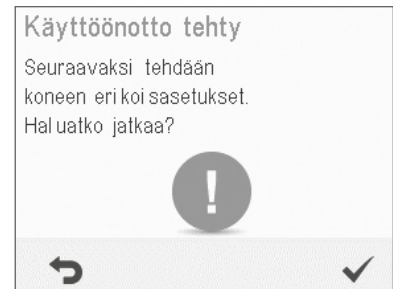 Käyttöönotto tehty
Seuraavaksi tehdään
koneen erikoisasetukset.
Haluatko jatkaa?